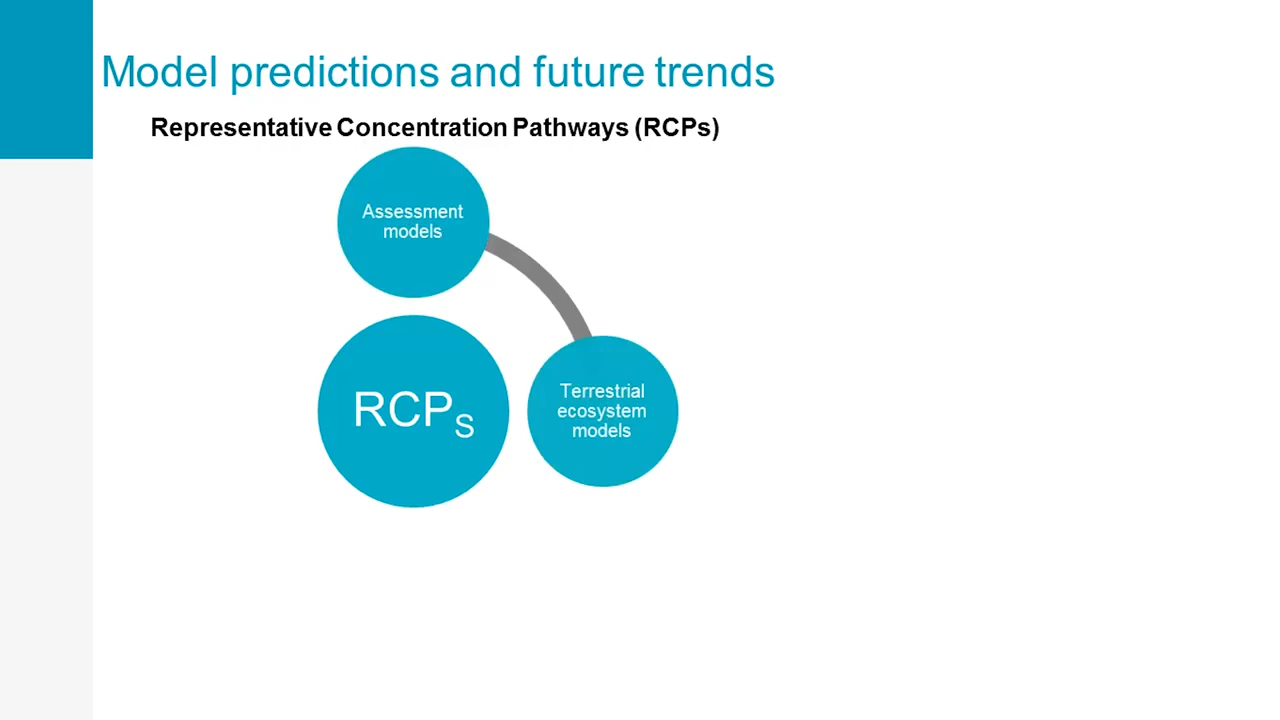 Model predictions and future trends
Representative Concentration Pathways (RCPs)
Assessment
models
RCPS
Terrestrial
ecosystem
models